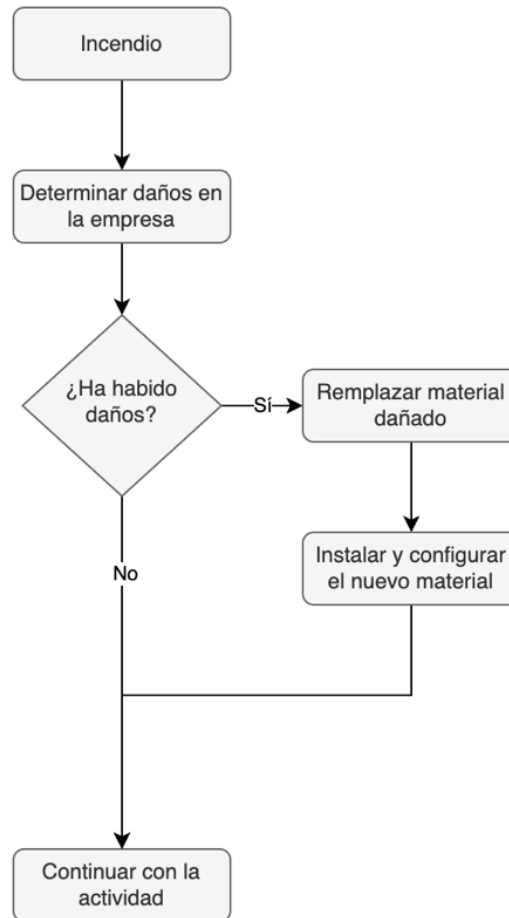 Incendio
Determinar daños en
la empresa
¿Ha habido
daños?
Sí
Remplazar material
dañado
Instalar y configurar
el nuevo material
No
Continuar con la
actividad